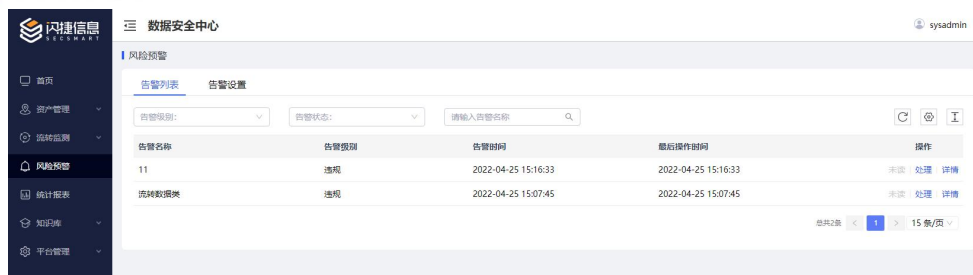 闪捷信息
SECSMART
数据安全中心
sysadmin
风险预警
首页
资产管理
流转监测
风险预警
统计报表
知识库
平台管理
告警列表 告警设置
告警级别: 告警状态: 请输入告警名称
告警名称 告警级别 告警时间 最后操作时间 操作
11 违规 2022-04-25 15:16:33 2022-04-25 15:16:33 未读 处理 详情
流转数据类 违规 2022-04-25 15:07:45 2022-04-25 15:07:45 未读 处理 详情
总共2条 < 1 > 15 条/页